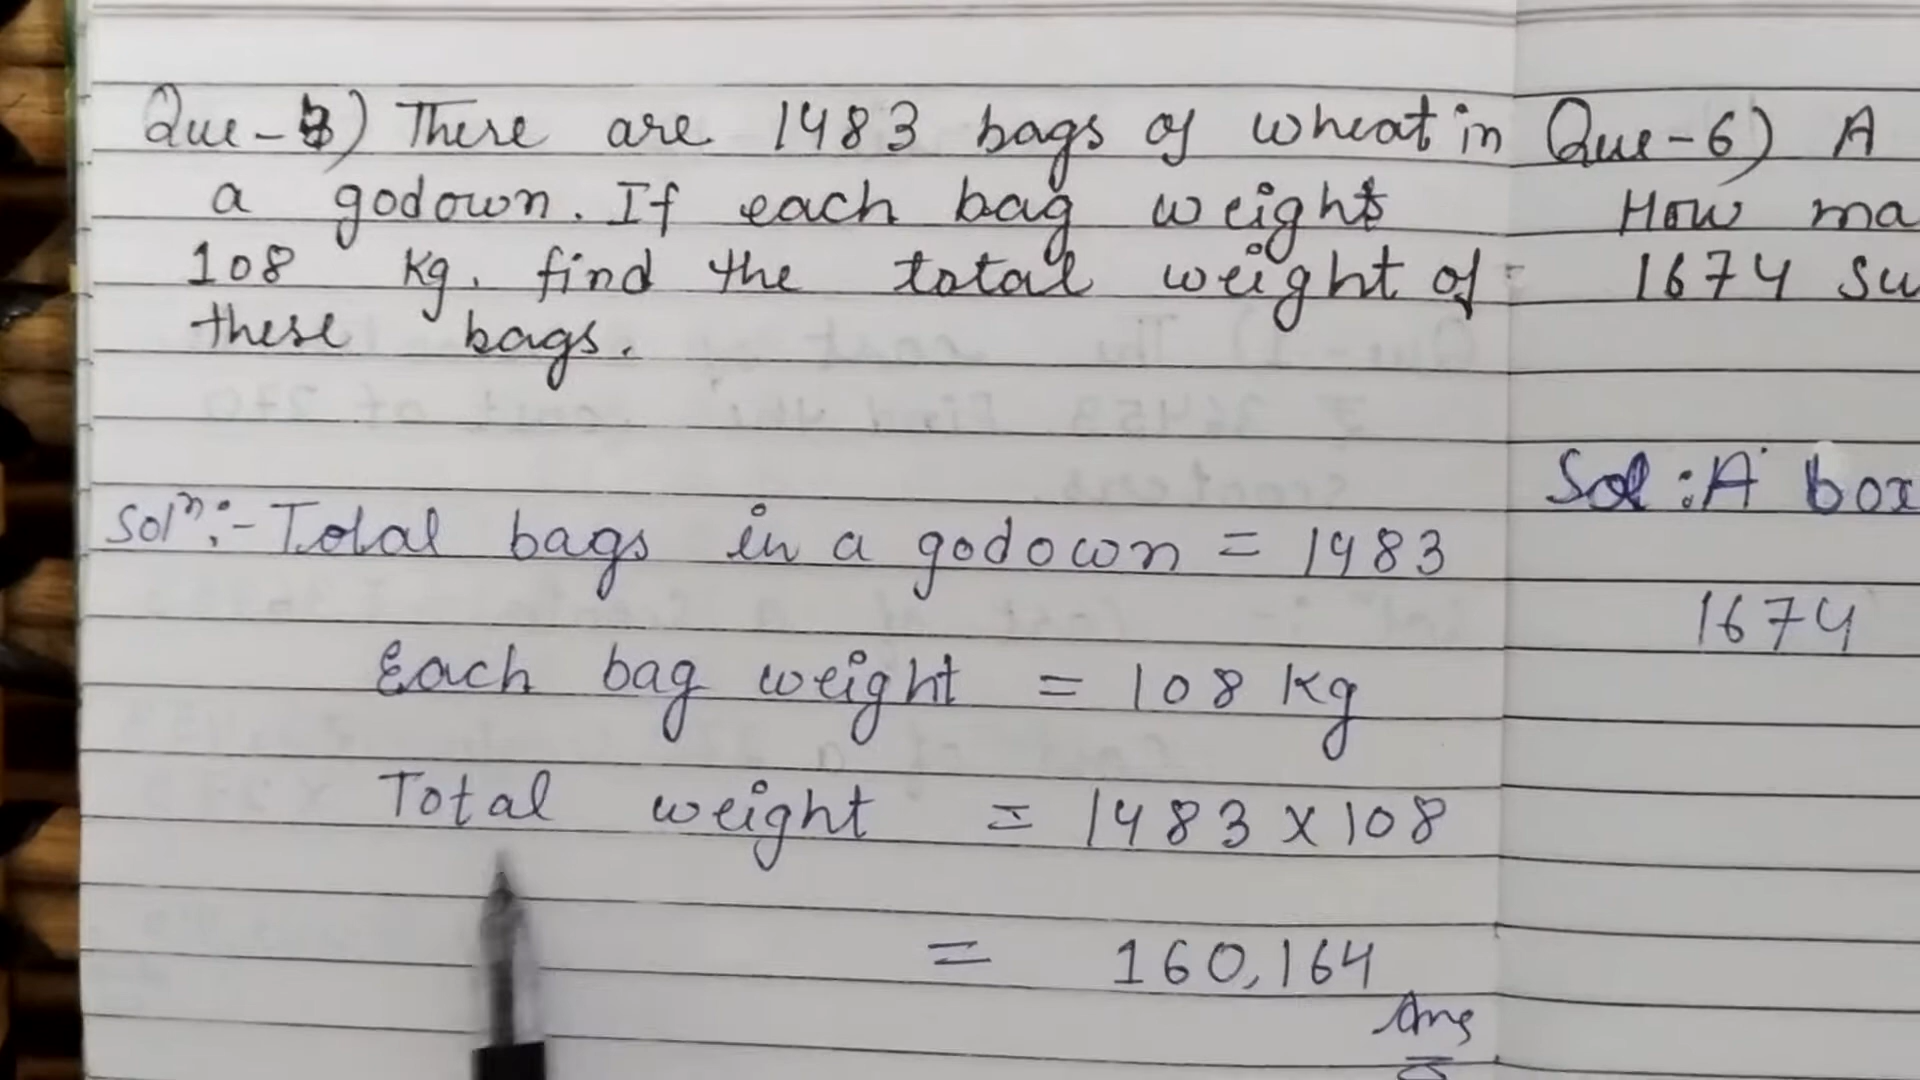 Que-3) There are 1483 bags of wheat in
a godown. If each bag weight
108 Kg. find the total weight of
these bags.
Solⁿ:- Total bags in a godown = 1483
Each bag weight = 108 Kg
Total weight = 1483 x 108
= 160,164
Ans
Que-6) A
How ma
1674 su
Sol : A box
1674